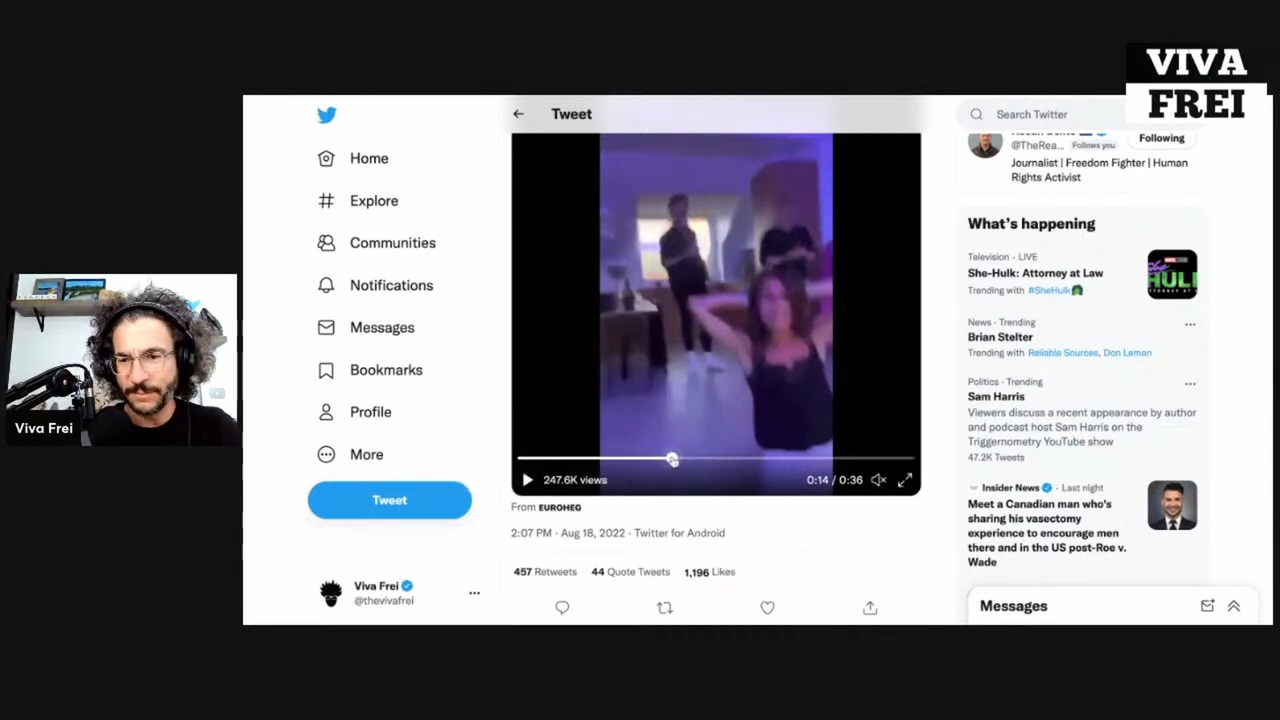 VIVA
FREI
Tweet
Search Twitter
Home
Explore
Communities
Notifications
Messages
Bookmarks
Profile
More
Tweet
Viva Frei
@thevivafrei
Viva Frei
247.6K views
0:14 / 0:36
From EUROHEG
2:07 PM · Aug 18, 2022 · Twitter for Android
457 Retweets 44 Quote Tweets 1,196 Likes
@TheRea... Follows you
Following
Journalist | Freedom Fighter | Human
Rights Activist
What's happening
Television · LIVE
She-Hulk: Attorney at Law
Trending with #SheHulk
News · Trending
Brian Stelter
Trending with Reliable Sources, Don Lemon
Politics · Trending
Sam Harris
Viewers discuss a recent appearance by author
and podcast host Sam Harris on the
Triggernometry YouTube show
47.2K Tweets
Insider News · Last night
Meet a Canadian man who's
sharing his vasectomy
experience to encourage men
there and in the US post-Roe v.
Wade
Messages